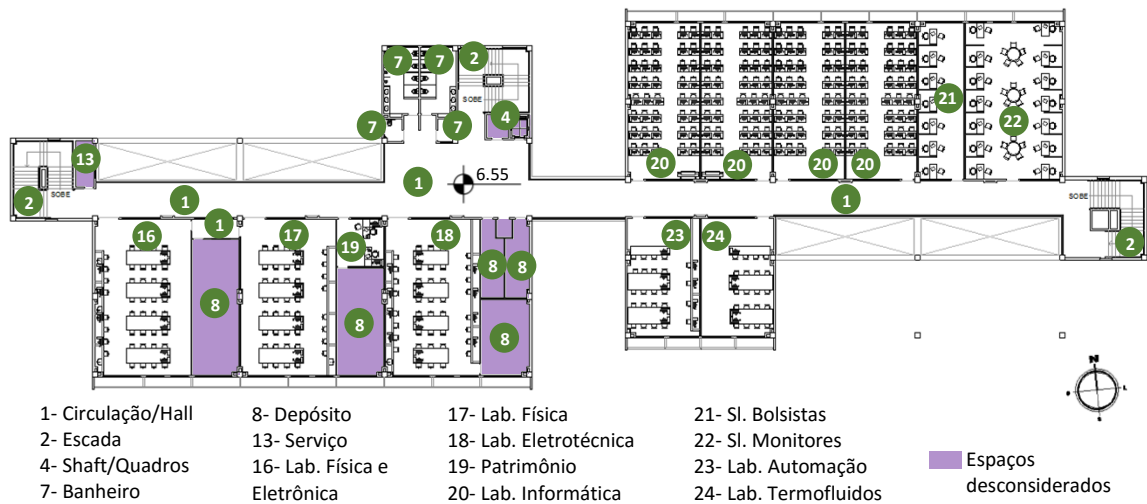 7
7
2
SOBE
4
7
7
13
1
6.55
2
SOBE
1
1
16
17
19
18
8
8
8
8
8
20
20
20
20
21
22
1
SOBE
2
23
24
N
1- Circulação/Hall
2- Escada
4- Shaft/Quadros
7- Banheiro
8- Depósito
13- Serviço
16- Lab. Física e
Eletrônica
17- Lab. Física
18- Lab. Eletrotécnica
19- Patrimônio
20- Lab. Informática
21- Sl. Bolsistas
22- Sl. Monitores
23- Lab. Automação
24- Lab. Termofluidos
Espaços
desconsiderados